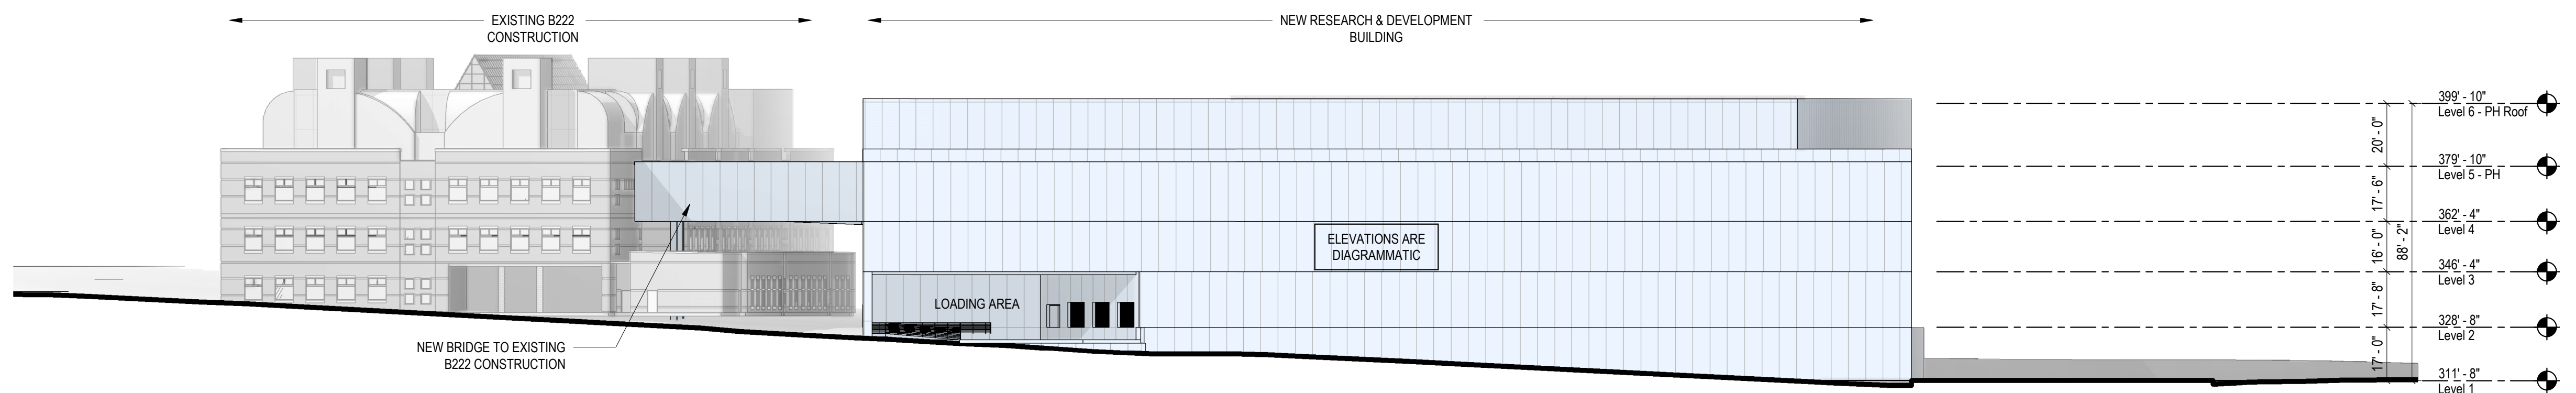 EXISTING B222
CONSTRUCTION
NEW RESEARCH & DEVELOPMENT
BUILDING
399' - 10"
Level 6 - PH Roof
20' - 0"
379' - 10"
Level 5 - PH
17' - 6"
362' - 4"
Level 4
ELEVATIONS ARE
DIAGRAMMATIC
16' - 0"
88' - 2"
346' - 4"
Level 3
LOADING AREA
17' - 8"
328' - 8"
Level 2
NEW BRIDGE TO EXISTING
B222 CONSTRUCTION
17' - 0"
311' - 8"
Level 1